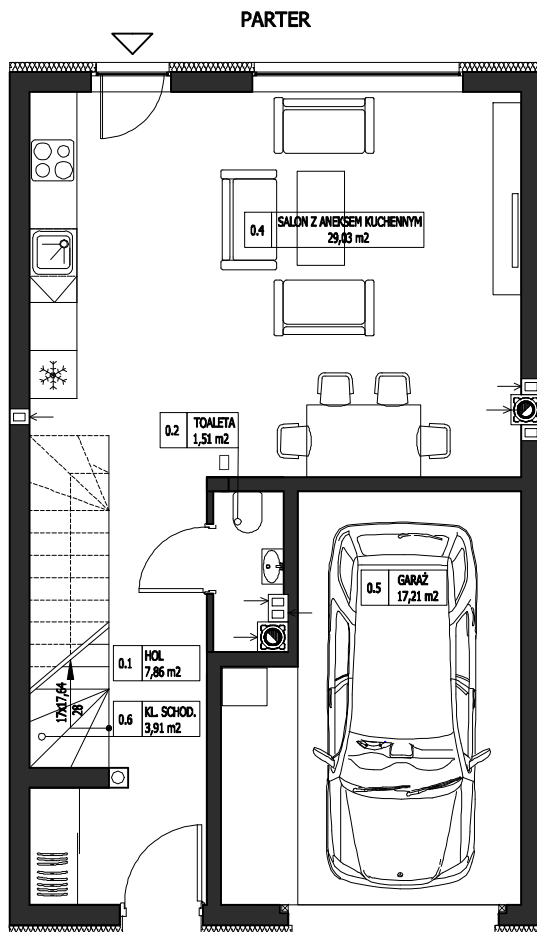 PARTER
0.4
SALON Z ANEKSEM KUCHENNYM
29,03 m2
0.2
TOALETA
1,51 m2
0.5
GARAŻ
17,21 m2
0.1
HOL
7,86 m2
17x17,64
28
0.6
KL. SCHOD.
3,91 m2